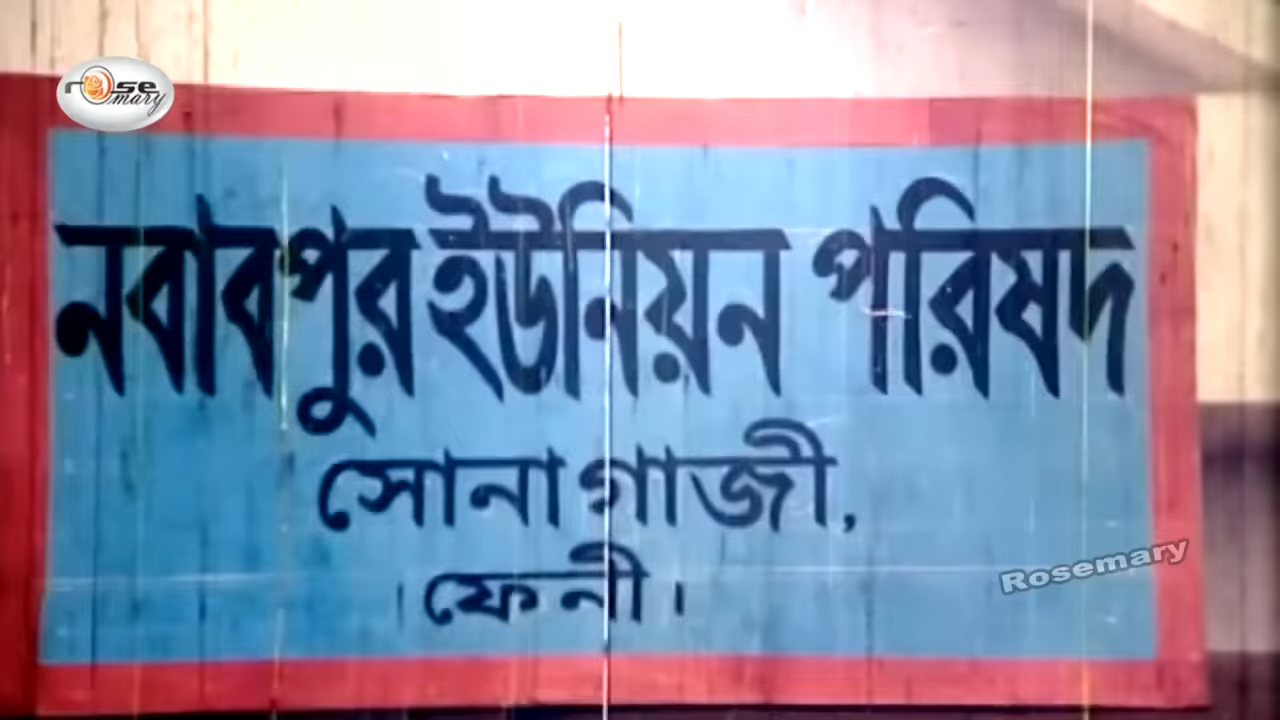 rose mary
নবাবপুর ইউনিয়ন পরিষদ
সোনাগাজী,
ফেনী।
Rosemary